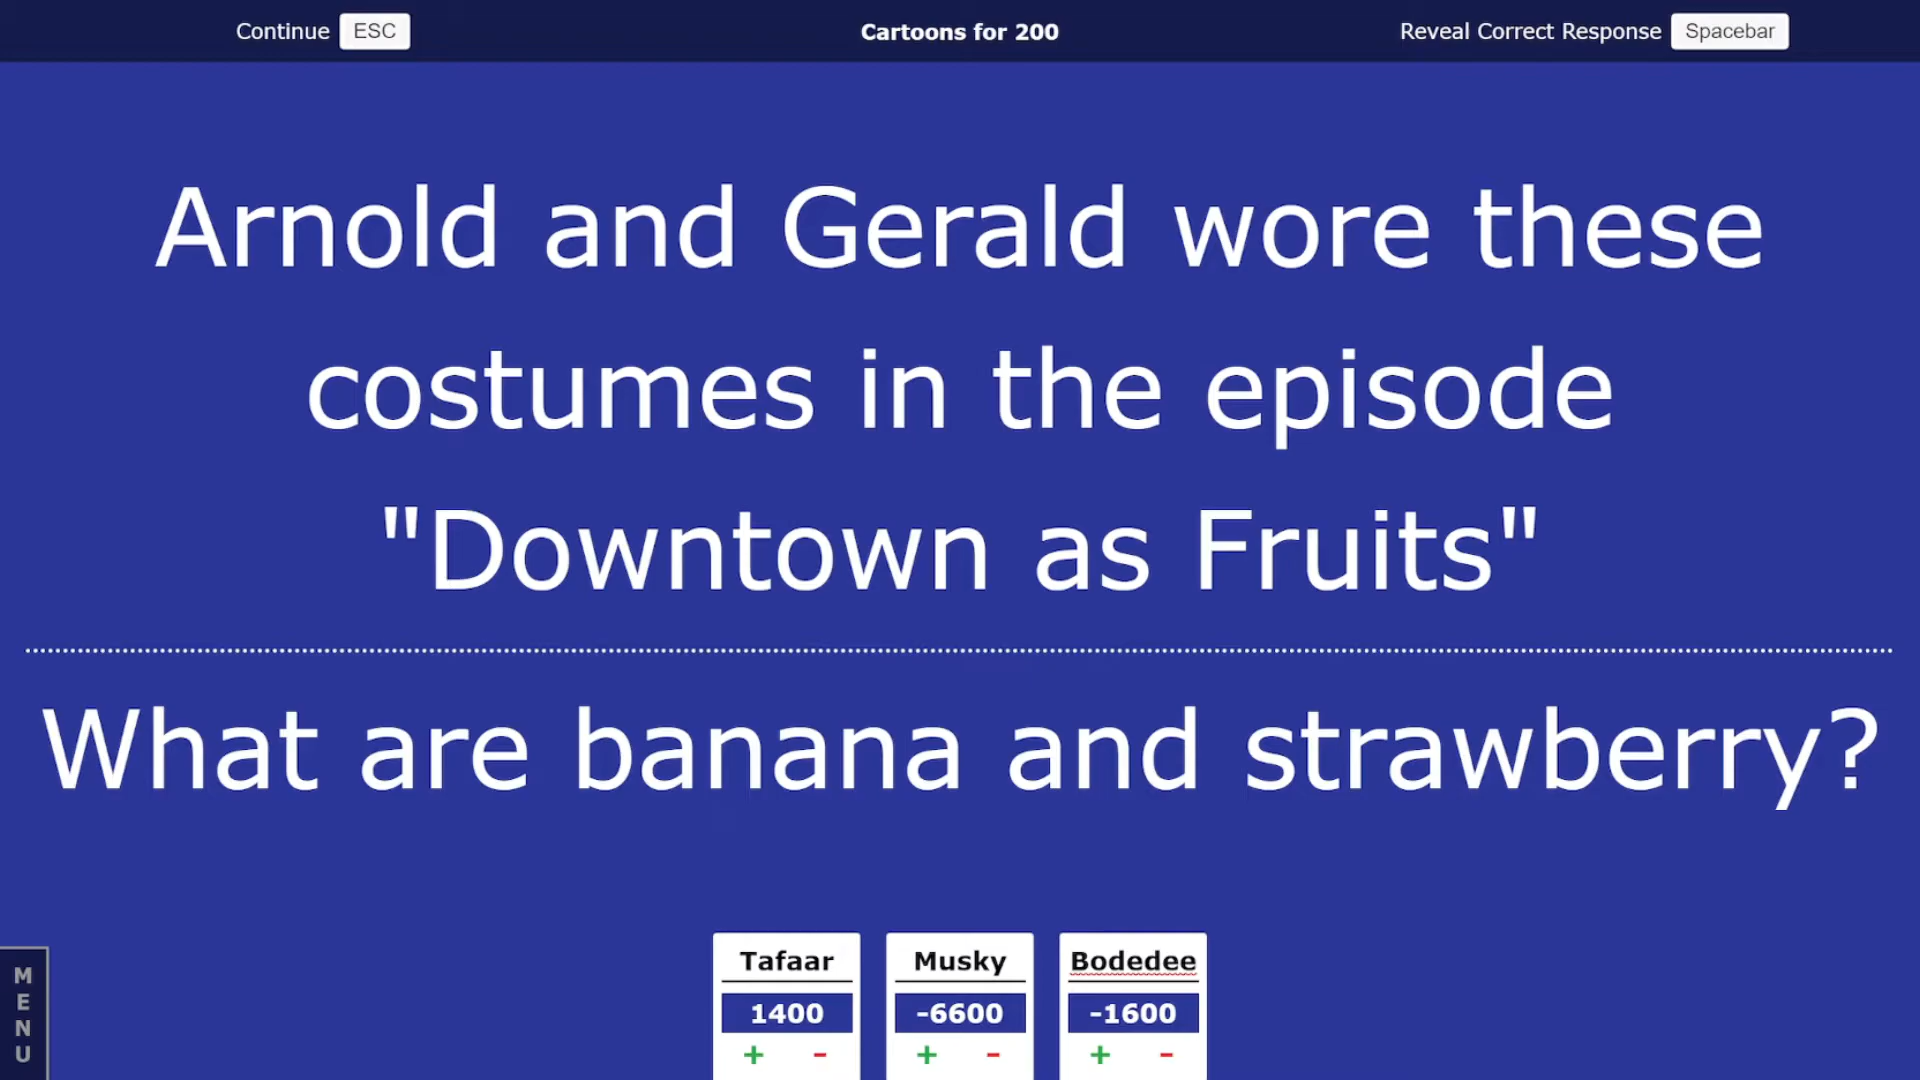 Continue ESC
Cartoons for 200
Reveal Correct Response Spacebar
Arnold and Gerald wore these
costumes in the episode
"Downtown as Fruits"
What are banana and strawberry?
MENU
Tafaar
1400
+ -
Musky
-6600
+ -
Bodedee
-1600
+ -